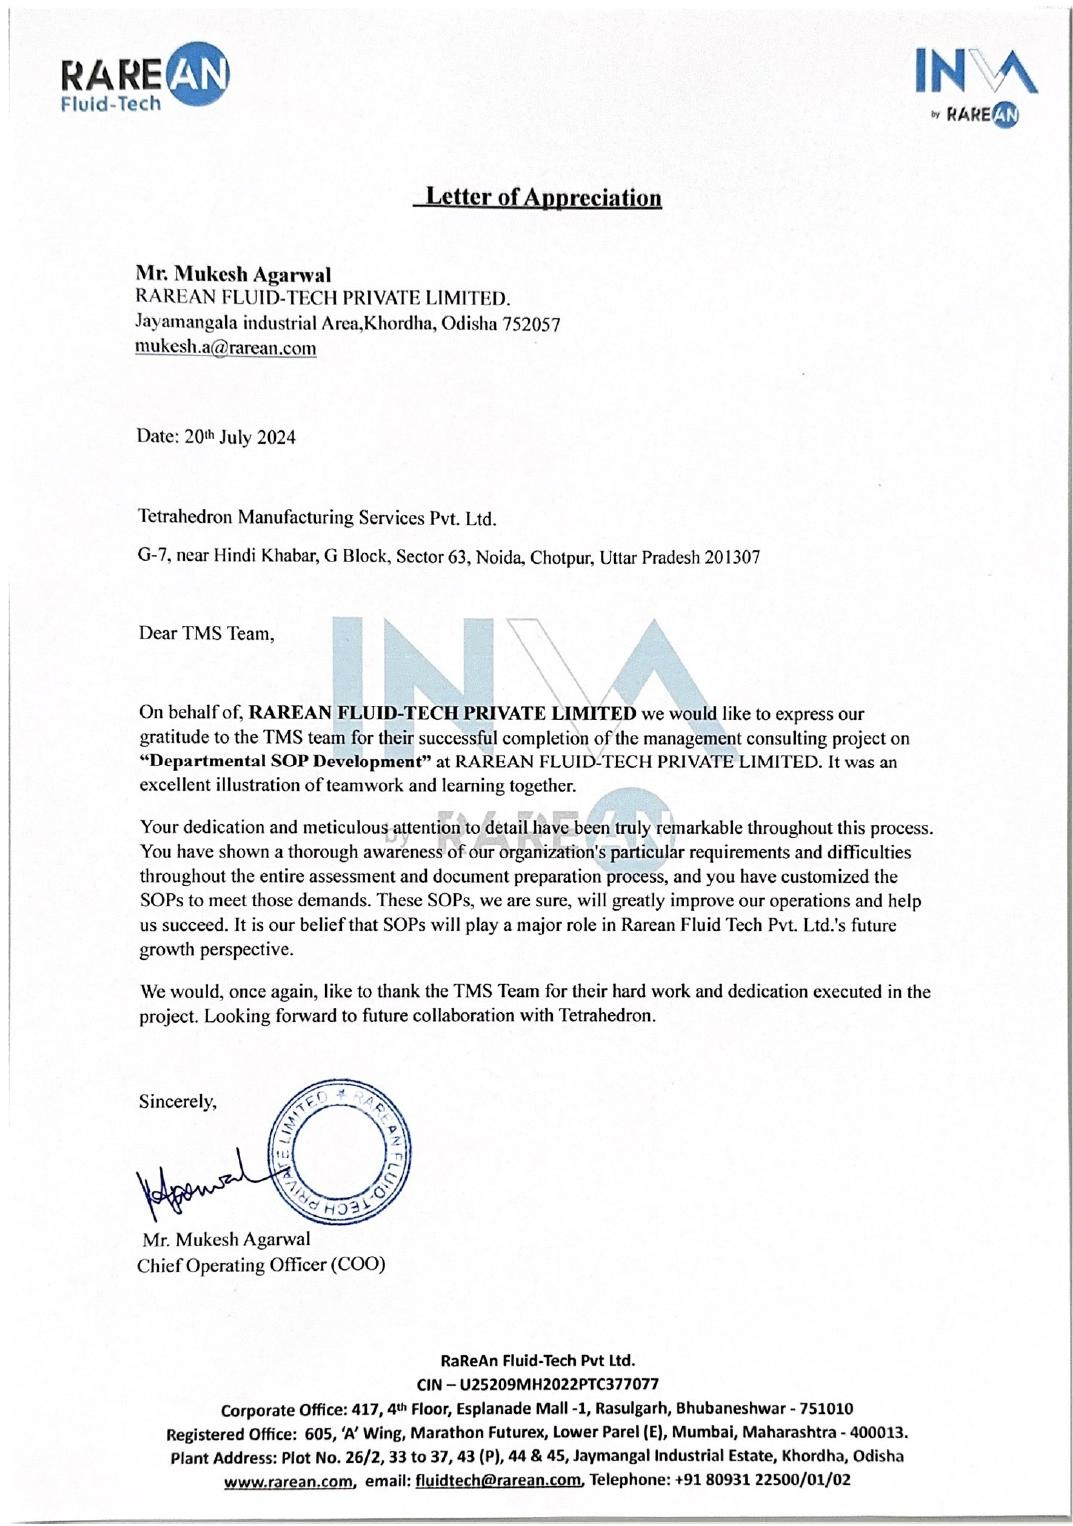 RAREAN
Fluid-Tech
INVA
by RAREAN
Letter of Appreciation
Mr. Mukesh Agarwal
RAREAN FLUID-TECH PRIVATE LIMITED.
Jayamangala industrial Area,Khordha, Odisha 752057
mukesh.a@rarean.com
Date: 20th July 2024
Tetrahedron Manufacturing Services Pvt. Ltd.
G-7, near Hindi Khabar, G Block, Sector 63, Noida, Chotpur, Uttar Pradesh 201307
Dear TMS Team,
INVA
by RAREAN
On behalf of, RAREAN FLUID-TECH PRIVATE LIMITED we would like to express our
gratitude to the TMS team for their successful completion of the management consulting project on
“Departmental SOP Development” at RAREAN FLUID-TECH PRIVATE LIMITED. It was an
excellent illustration of teamwork and learning together.
Your dedication and meticulous attention to detail have been truly remarkable throughout this process.
You have shown a thorough awareness of our organization's particular requirements and difficulties
throughout the entire assessment and document preparation process, and you have customized the
SOPs to meet those demands. These SOPs, we are sure, will greatly improve our operations and help
us succeed. It is our belief that SOPs will play a major role in Rarean Fluid Tech Pvt. Ltd.'s future
growth perspective.
We would, once again, like to thank the TMS Team for their hard work and dedication executed in the
project. Looking forward to future collaboration with Tetrahedron.
Sincerely,
RAREAN FLUID-TECH PRIVATE LIMITED
Mr. Mukesh Agarwal
Chief Operating Officer (COO)
RaReAn Fluid-Tech Pvt Ltd.
CIN – U25209MH2022PTC377077
Corporate Office: 417, 4th Floor, Esplanade Mall -1, Rasulgarh, Bhubaneshwar - 751010
Registered Office: 605, ‘A’ Wing, Marathon Futurex, Lower Parel (E), Mumbai, Maharashtra - 400013.
Plant Address: Plot No. 26/2, 33 to 37, 43 (P), 44 & 45, Jaymangal Industrial Estate, Khordha, Odisha
www.rarean.com, email: fluidtech@rarean.com, Telephone: +91 80931 22500/01/02